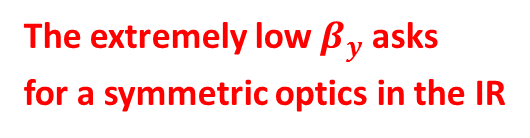 The extremely low βy asks
for a symmetric optics in the IR